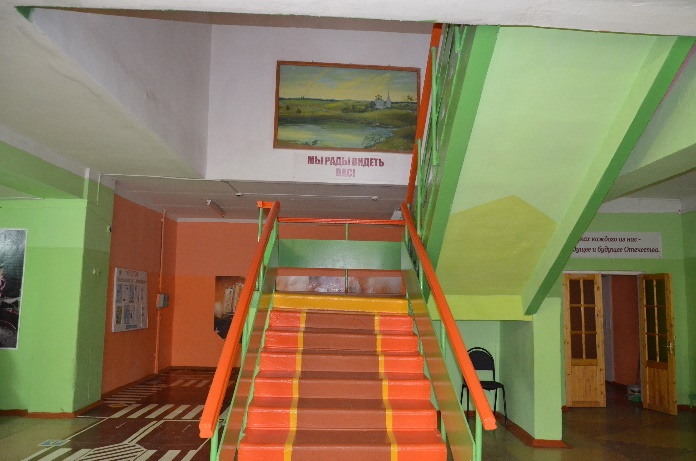 МЫ РАДЫ ВИДЕТЬ
ВАС!
каждого из нас -
будущее Отечества